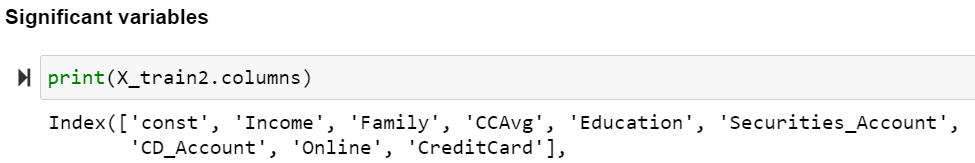 Significant variables
print(X_train2.columns)
Index(['const', 'Income', 'Family', 'CCAvg', 'Education', 'Securities_Account',
'CD_Account', 'Online', 'CreditCard'],